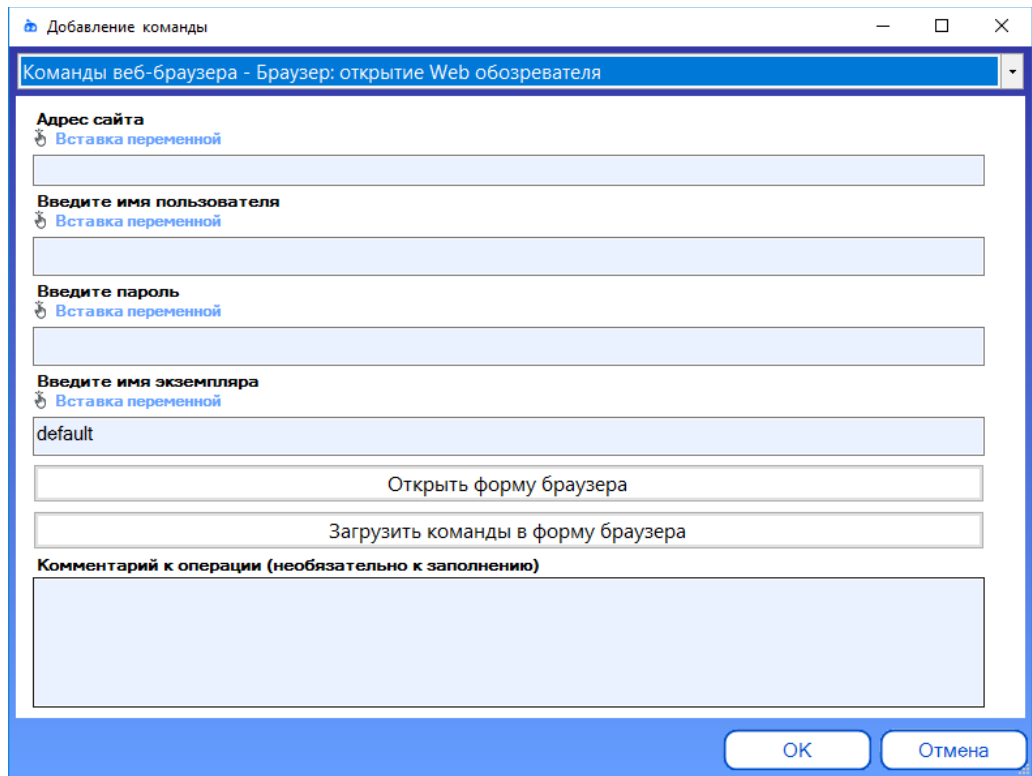 Добавление команды
Команды веб-браузера - Браузер: открытие Web обозревателя
Адрес сайта
Вставка переменной
Введите имя пользователя
Вставка переменной
Введите пароль
Вставка переменной
Введите имя экземпляра
Вставка переменной
default
Открыть форму браузера
Загрузить команды в форму браузера
Комментарий к операции (необязательно к заполнению)
OK
Отмена